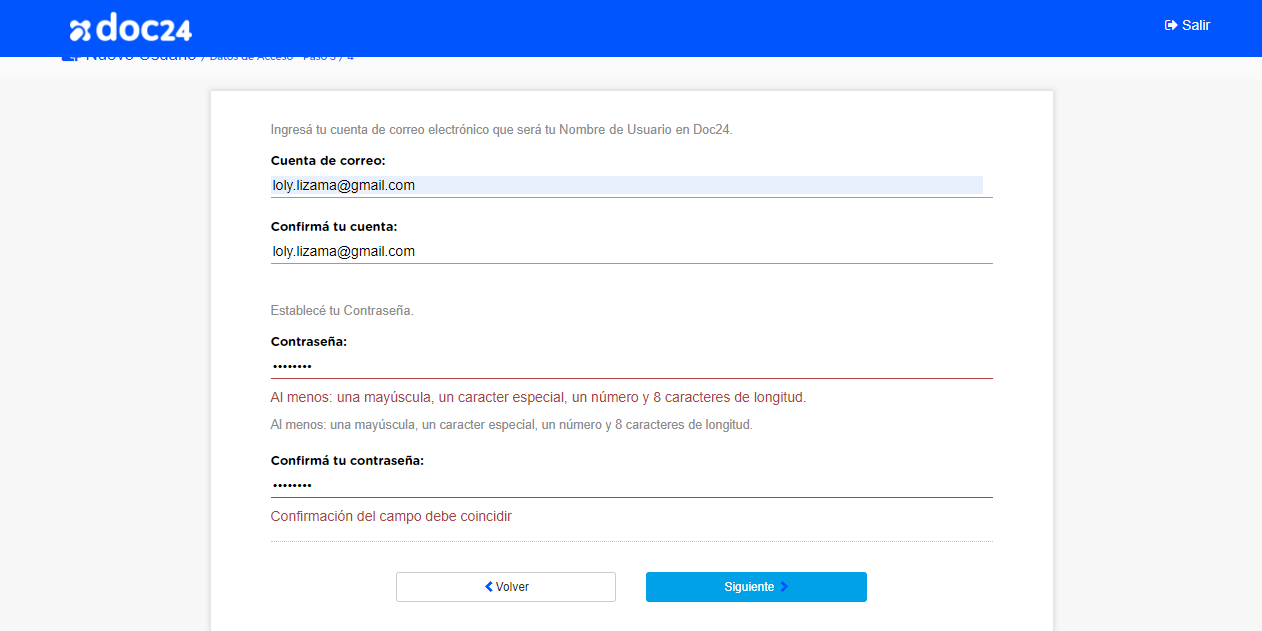 doc24
Salir
Nuevo Usuario / Datos de Acceso - Paso 3 / 4
Ingresá tu cuenta de correo electrónico que será tu Nombre de Usuario en Doc24.
Cuenta de correo:
loly.lizama@gmail.com
Confirmá tu cuenta:
loly.lizama@gmail.com
Establecé tu Contraseña.
Contraseña:
••••••••
Al menos: una mayúscula, un caracter especial, un número y 8 caracteres de longitud.
Al menos: una mayúscula, un caracter especial, un número y 8 caracteres de longitud.
Confirmá tu contraseña:
••••••••
Confirmación del campo debe coincidir
Volver
Siguiente